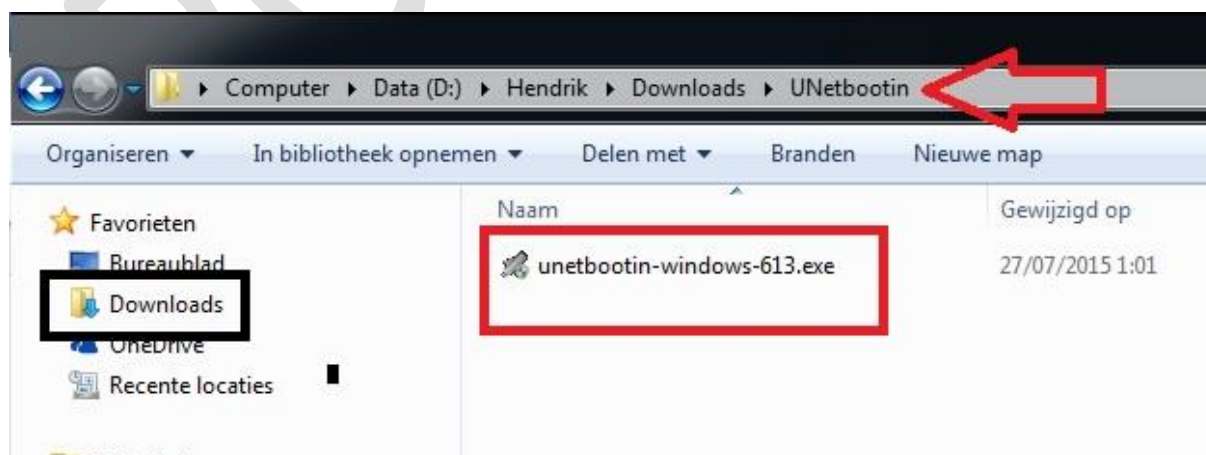 Computer ▸ Data (D:) ▸ Hendrik ▸ Downloads ▸ UNetbootin
Organiseren ▾ In bibliotheek opnemen ▾ Delen met ▾ Branden Nieuwe map
Favorieten
Bureaublad
Downloads
OneDrive
Recente locaties
Naam Gewijzigd op
unetbootin-windows-613.exe 27/07/2015 1:01